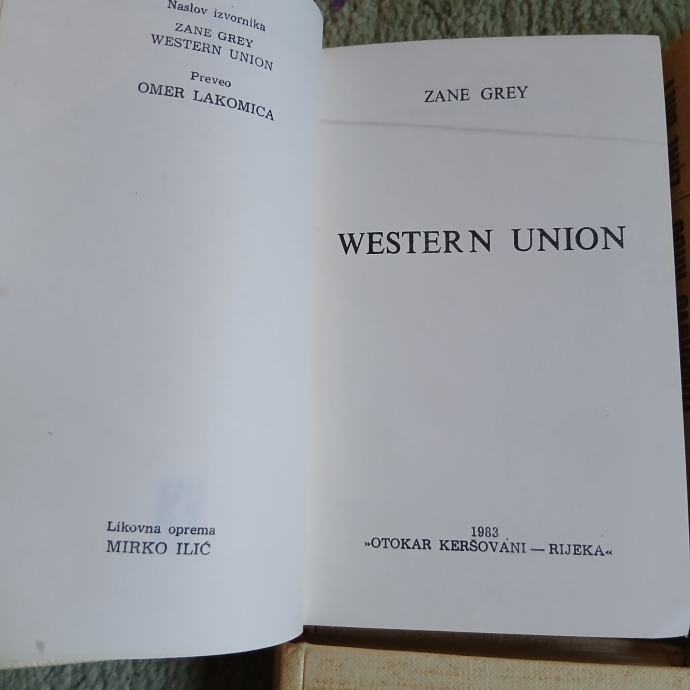 Naslov izvornika
ZANE GREY
WESTERN UNION
Preveo
OMER LAKOMICA
Likovna oprema
MIRKO ILIĆ
ZANE GREY
WESTERN UNION
1983
»OTOKAR KERŠOVANI — RIJEKA«